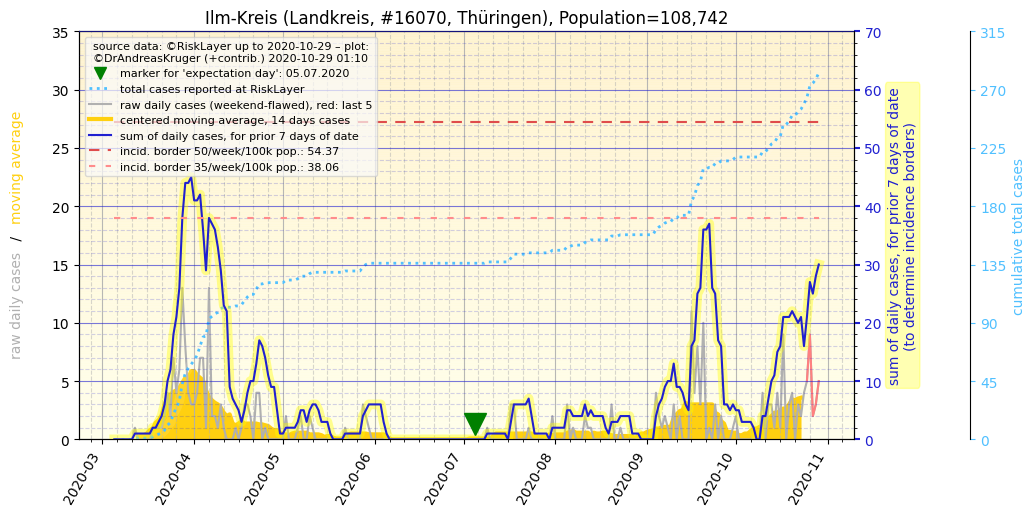 Ilm-Kreis (Landkreis, #16070, Thüringen), Population=108,742
source data: ©RiskLayer up to 2020-10-29 – plot:
©DrAndreasKruger (+contrib.) 2020-10-29 01:10
marker for 'expectation day': 05.07.2020
total cases reported at RiskLayer
raw daily cases (weekend-flawed), red: last 5
centered moving average, 14 days cases
sum of daily cases, for prior 7 days of date
incid. border 50/week/100k pop.: 54.37
incid. border 35/week/100k pop.: 38.06
raw daily cases / moving average
35
30
25
20
15
10
5
0
2020-03
2020-04
2020-05
2020-06
2020-07
2020-08
2020-09
2020-10
2020-11
70
60
50
40
30
20
10
0
sum of daily cases, for prior 7 days of date
(to determine incidence borders)
315
270
225
180
135
90
45
0
cumulative total cases